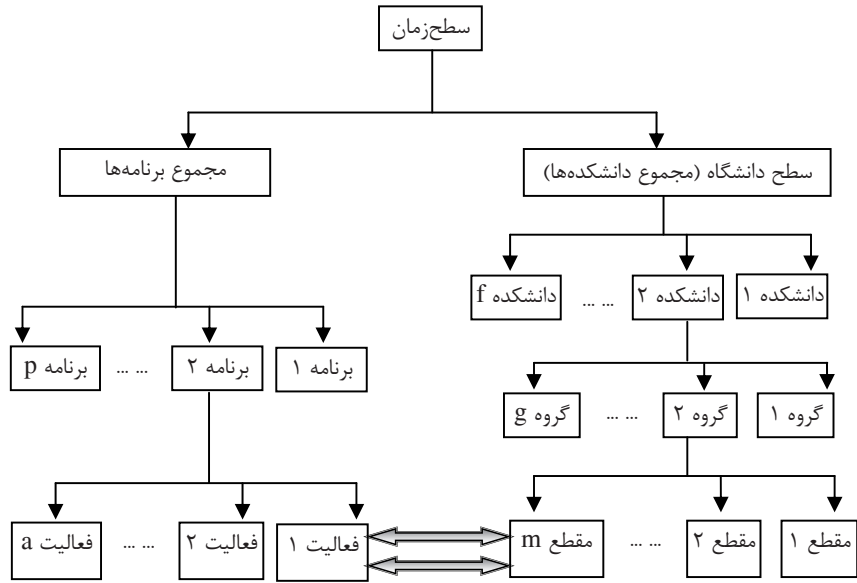 سطح‌زمان
سطح دانشگاه (مجموع دانشکده‌ها)
مجموع برنامه‌ها
دانشکده ۱
دانشکده ۲
... ...
دانشکده f
برنامه ۱
برنامه ۲
... ...
برنامه p
گروه ۱
گروه ۲
... ...
گروه g
مقطع ۱
مقطع ۲
... ...
مقطع m
فعالیت ۱
فعالیت ۲
... ...
فعالیت a